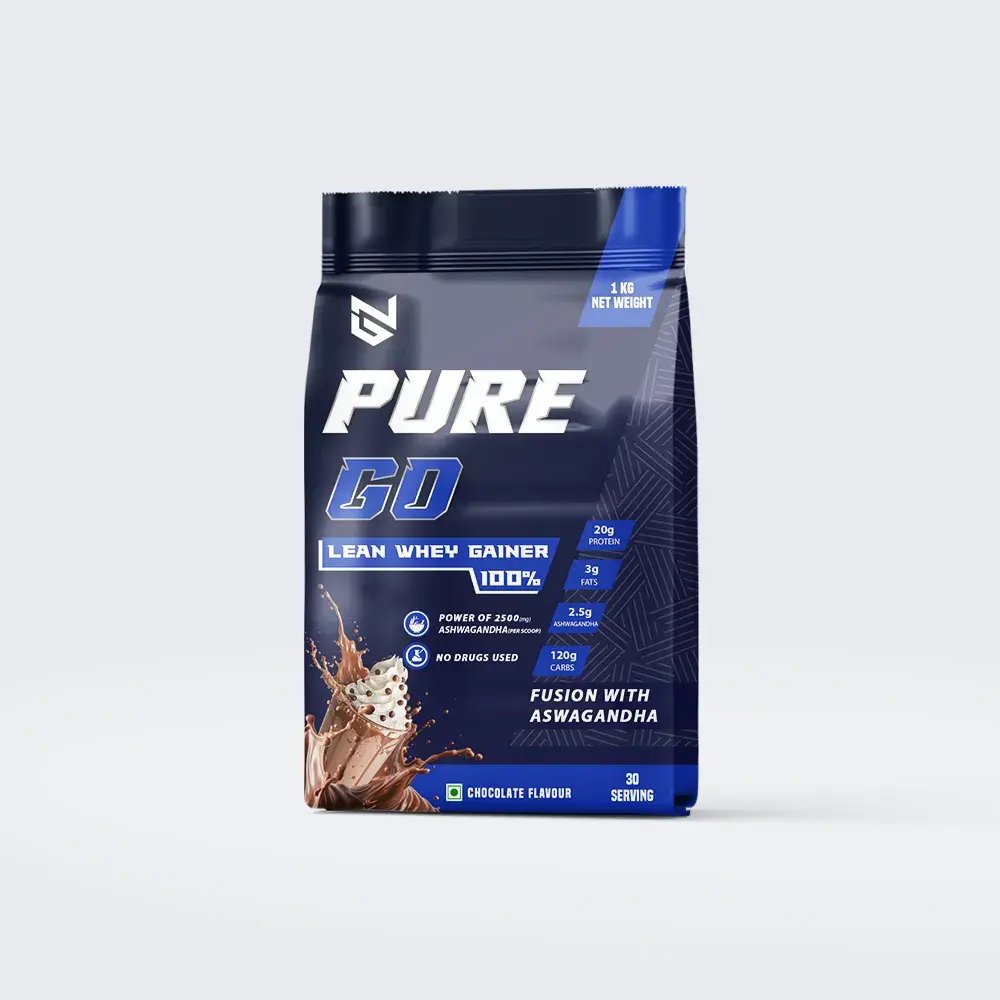 1 KG
NET WEIGHT
PURE
GO
LEAN WHEY GAINER
100%
20g
PROTEIN
3g
FATS
2.5g
ASHWAGANDHA
120g
CARBS
POWER OF 2500(mg)
ASHWAGANDHA(PER SCOOP)
NO DRUGS USED
FUSION WITH
ASWAGANDHA
CHOCOLATE FLAVOUR
30
SERVING